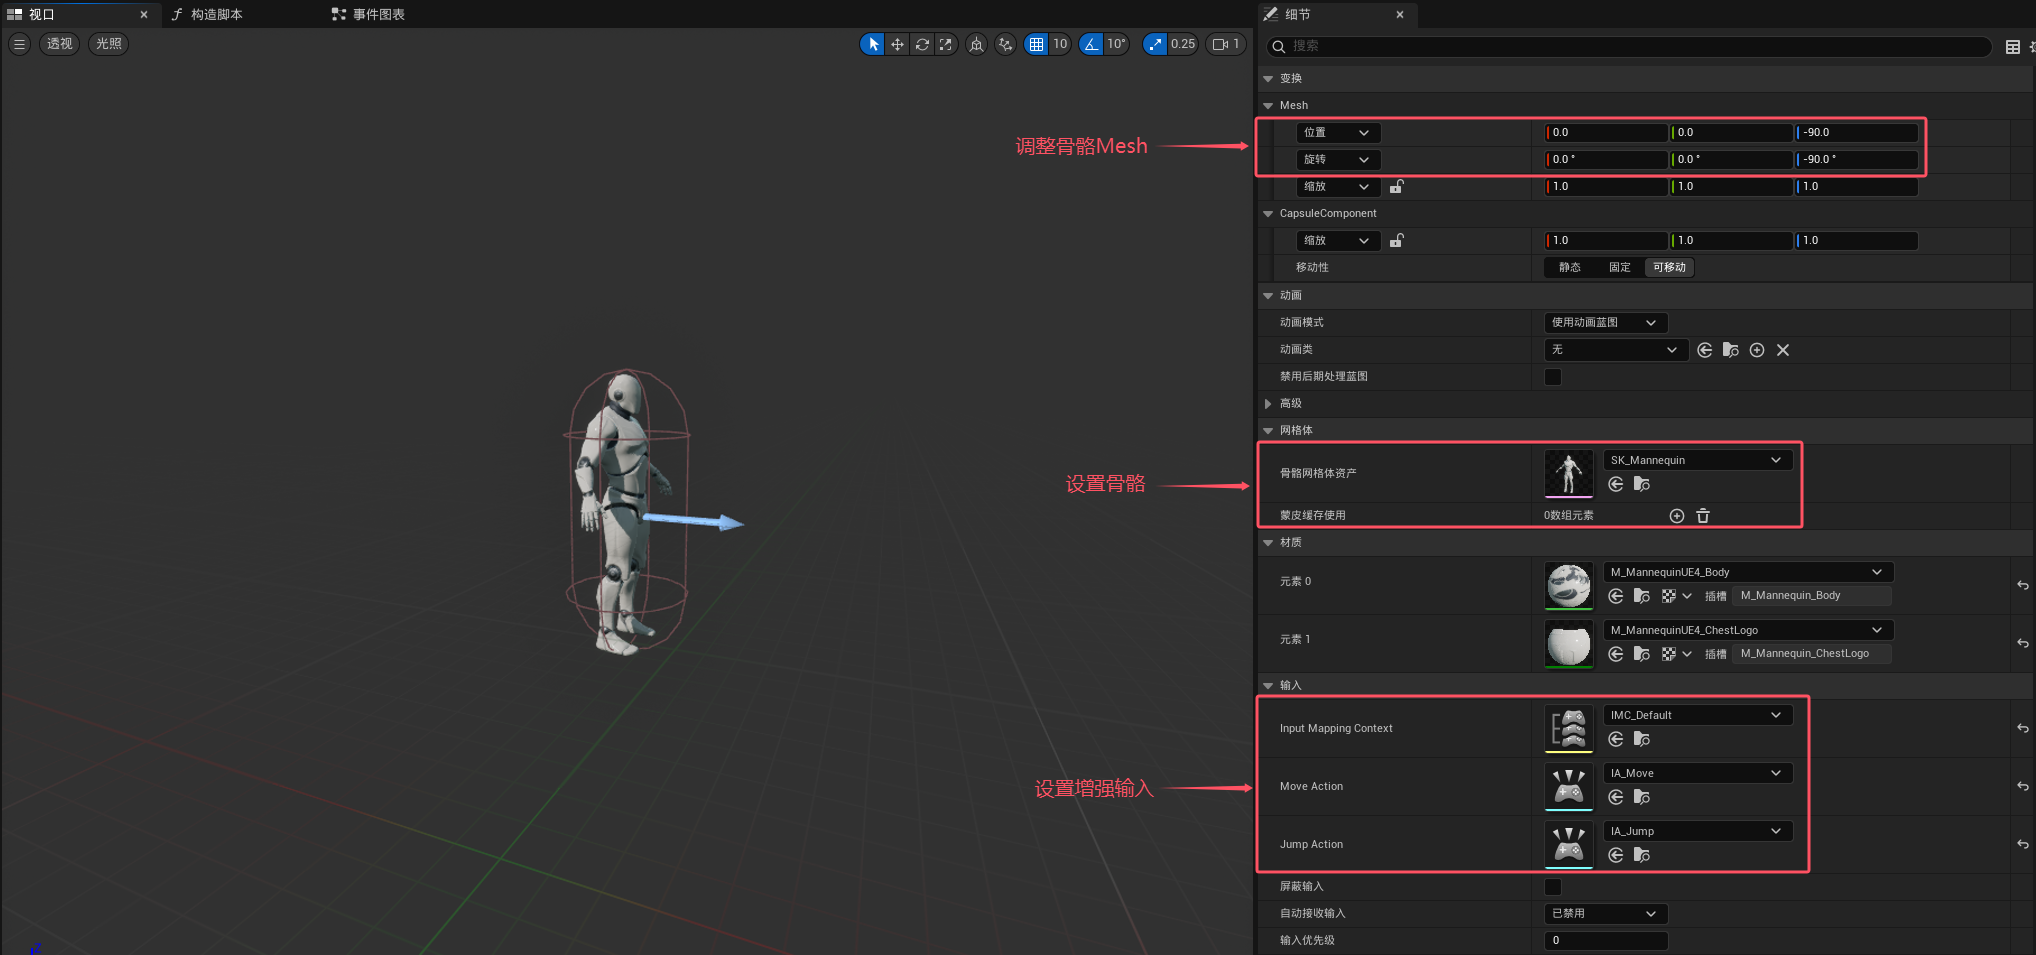 视口
构造脚本
事件图表
细节
透视
光照
10
10°
0.25
1
搜索
变换
Mesh
调整骨骼Mesh
位置
0.0
0.0
-90.0
旋转
0.0 °
0.0 °
-90.0 °
缩放
1.0
1.0
1.0
CapsuleComponent
缩放
1.0
1.0
1.0
移动性
静态
固定
可移动
动画
动画模式
使用动画蓝图
动画类
无
禁用后期处理蓝图
高级
网格体
设置骨骼
骨骼网格体资产
SK_Mannequin
蒙皮缓存使用
0数组元素
材质
元素 0
M_MannequinUE4_Body
插槽
M_Mannequin_Body
元素 1
M_MannequinUE4_ChestLogo
插槽
M_Mannequin_ChestLogo
输入
Input Mapping Context
IMC_Default
设置增强输入
Move Action
IA_Move
Jump Action
IA_Jump
屏蔽输入
自动接收输入
已禁用
输入优先级
0
Z